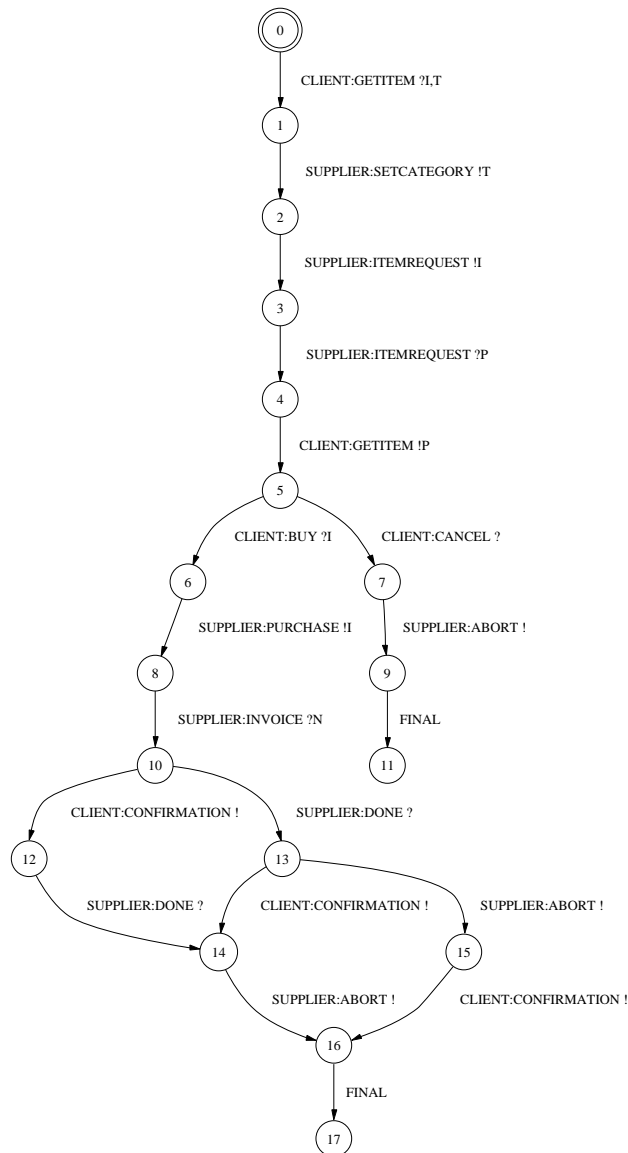 0
CLIENT:GETITEM ?I,T
1
SUPPLIER:SETCATEGORY !T
2
SUPPLIER:ITEMREQUEST !I
3
SUPPLIER:ITEMREQUEST ?P
4
CLIENT:GETITEM !P
5
CLIENT:BUY ?I CLIENT:CANCEL ?
6 7
SUPPLIER:PURCHASE !I SUPPLIER:ABORT !
8 9
SUPPLIER:INVOICE ?N FINAL
10 11
CLIENT:CONFIRMATION ! SUPPLIER:DONE ?
12 13
SUPPLIER:DONE ? CLIENT:CONFIRMATION ! SUPPLIER:ABORT !
14 15
SUPPLIER:ABORT ! CLIENT:CONFIRMATION !
16
FINAL
17